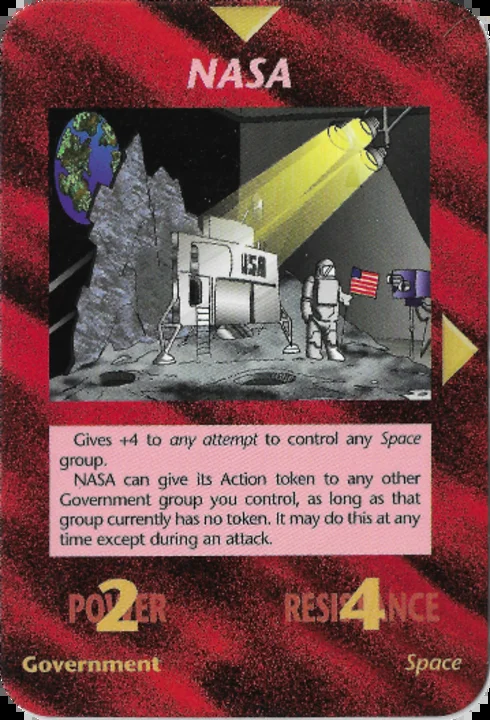 NASA
USA
Gives +4 to any attempt to control any Space
group.
NASA can give its Action token to any other
Government group you control, as long as that
group currently has no token. It may do this at any
time except during an attack.
POWER 2
RESISTANCE 4
Government
Space